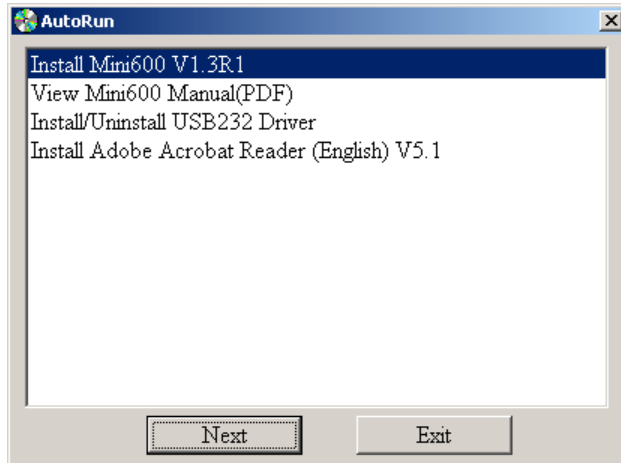 AutoRun
Install Mini600 V1.3R1
View Mini600 Manual(PDF)
Install/Uninstall USB232 Driver
Install Adobe Acrobat Reader (English) V5.1
Next
Exit